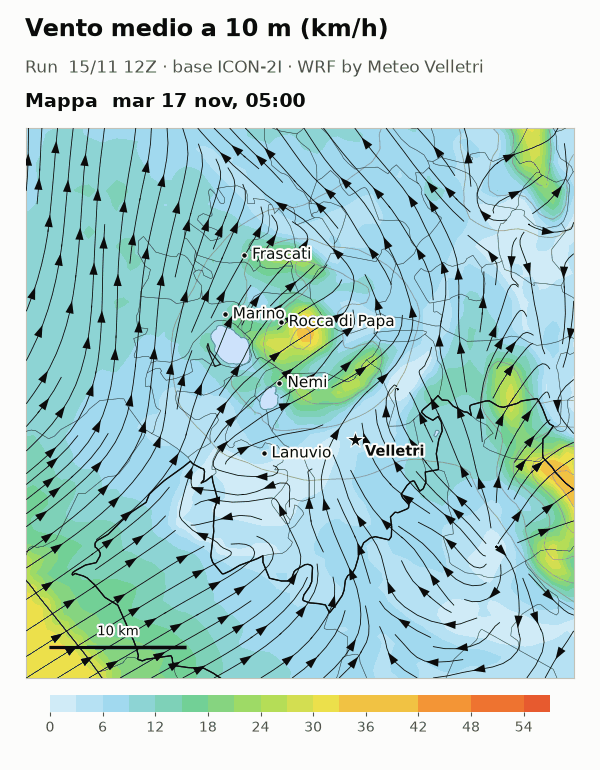 Vento medio a 10 m (km/h)
Run  15/11 12Z · base ICON-2I · WRF by Meteo Velletri
Mappa  mar 17 nov, 05:00
Frascati
Marino
Rocca di Papa
Nemi
Velletri
Lanuvio
10 km
0 6 12 18 24 30 36 42 48 54